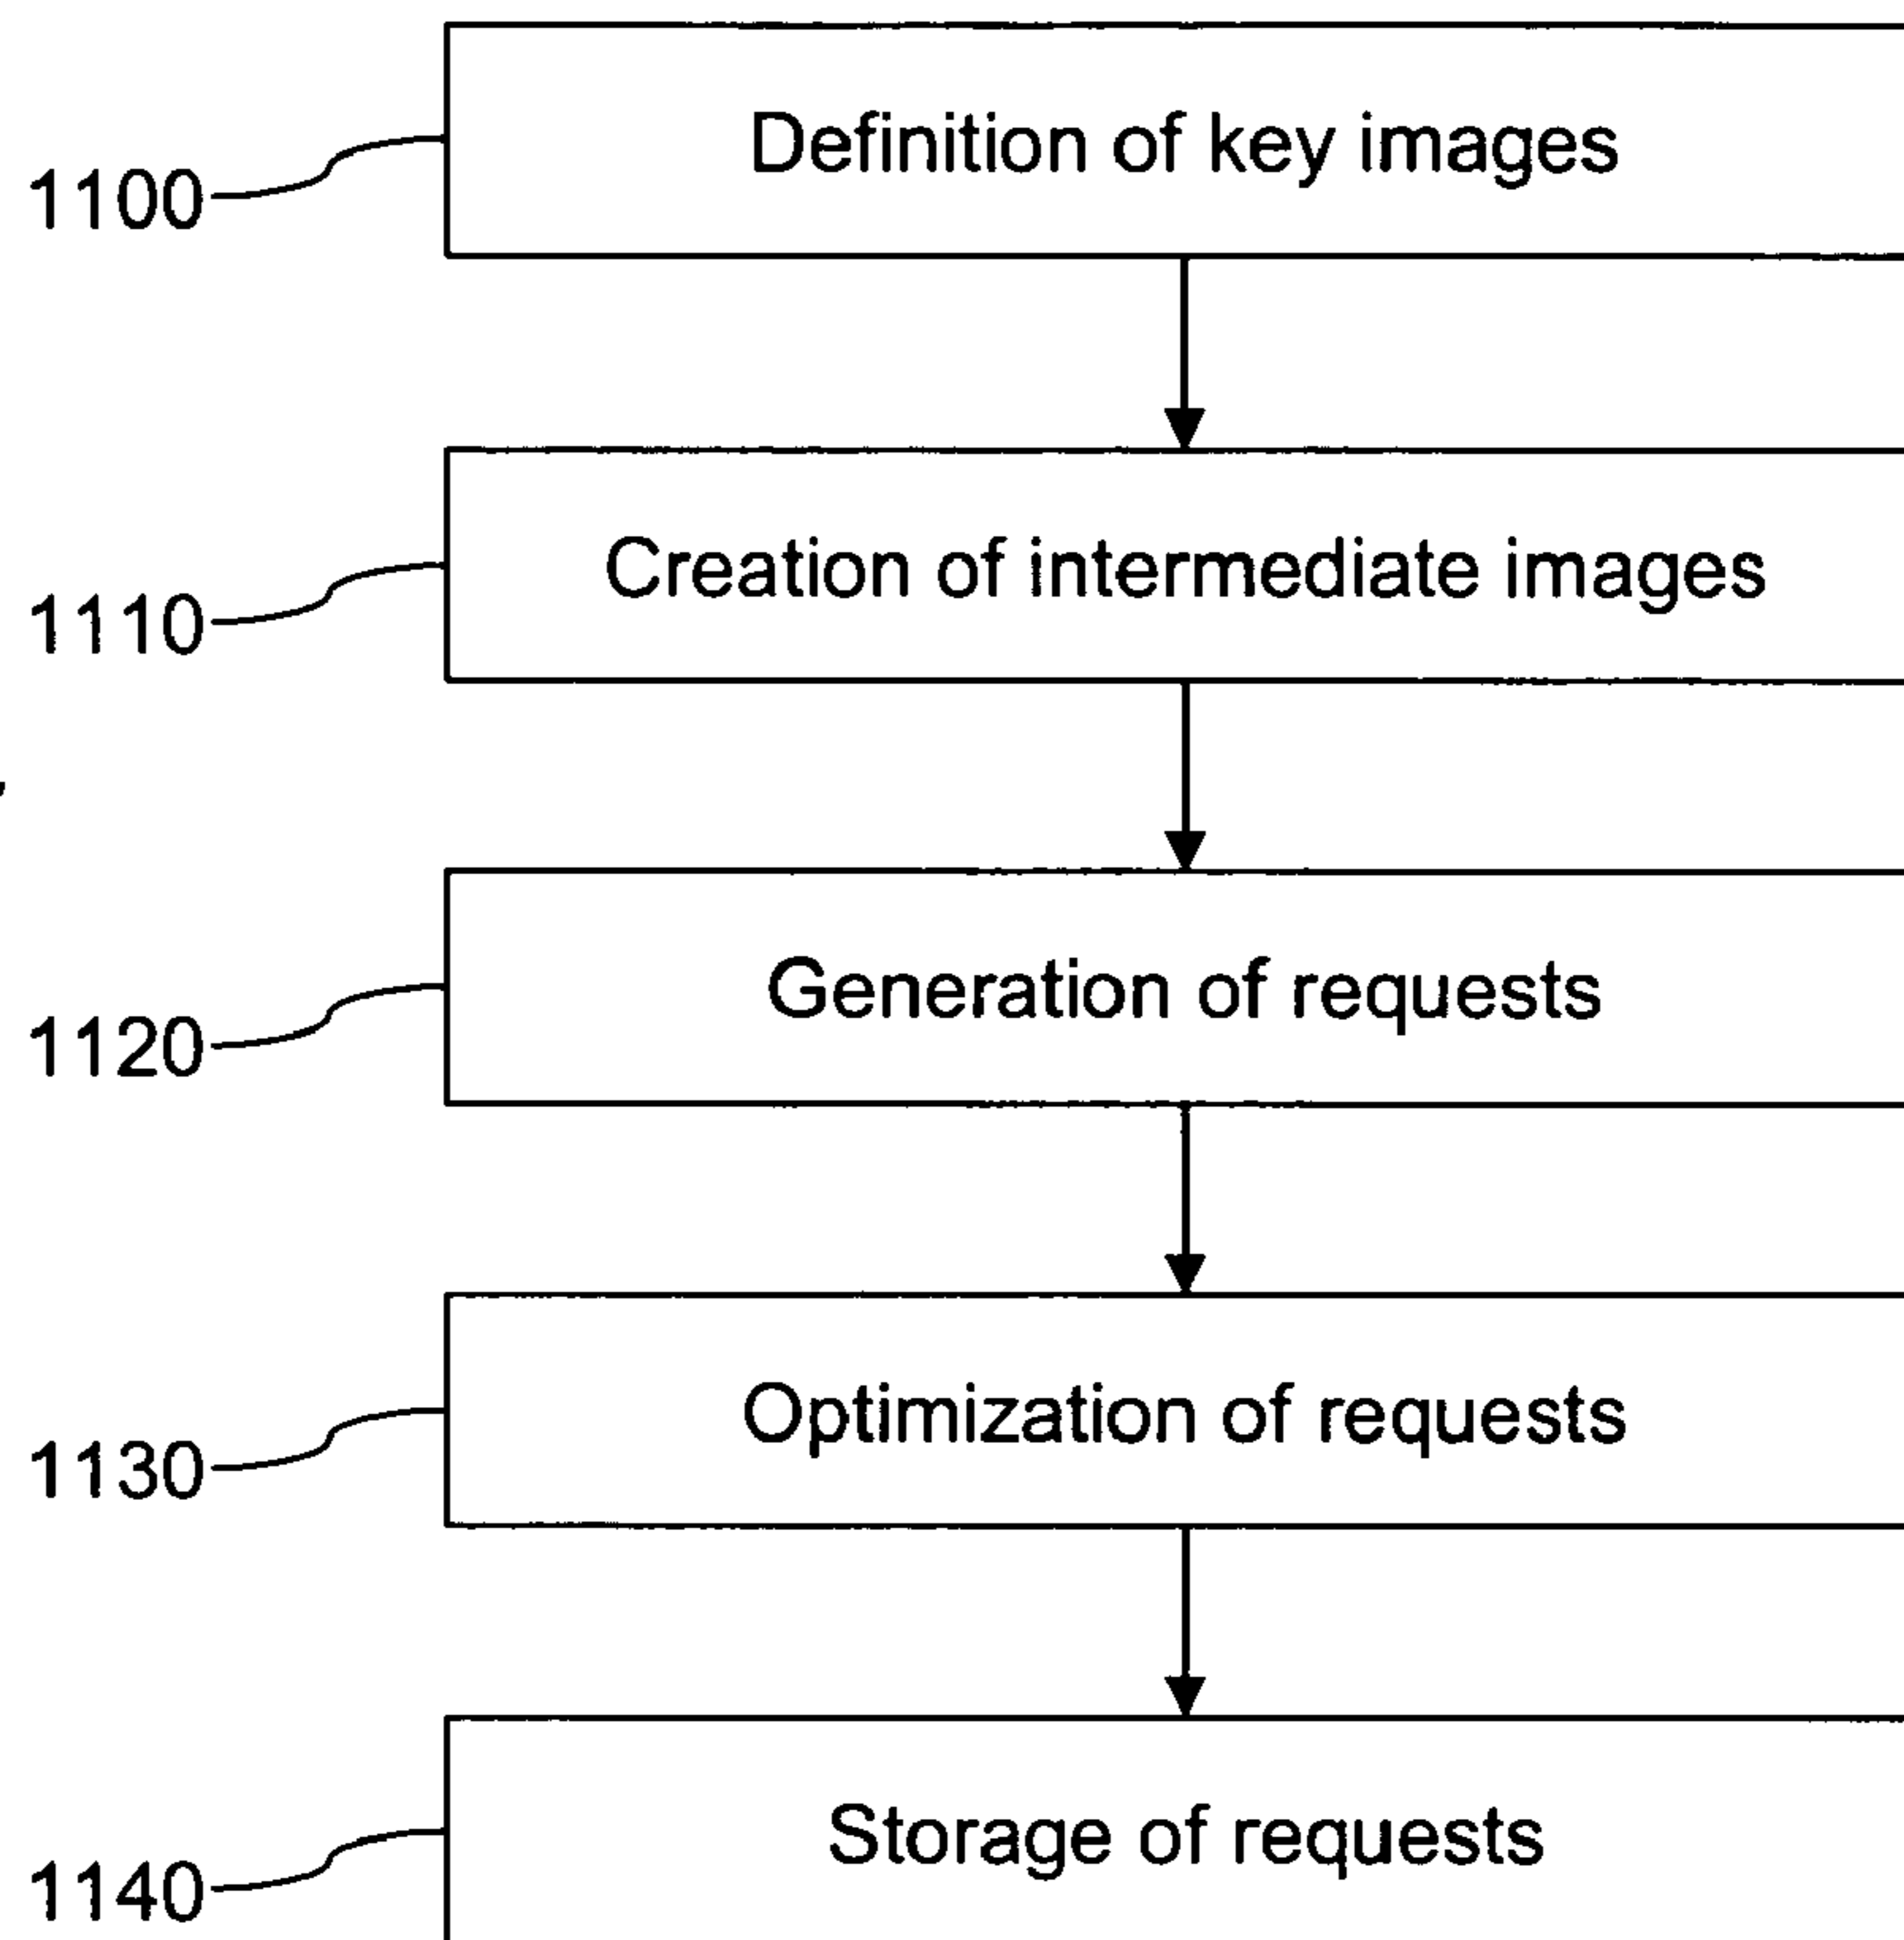 Definition of key images
1100
Creation of intermediate images
1110
Generation of requests
1120
Optimization of requests
1130
Storage of requests
1140